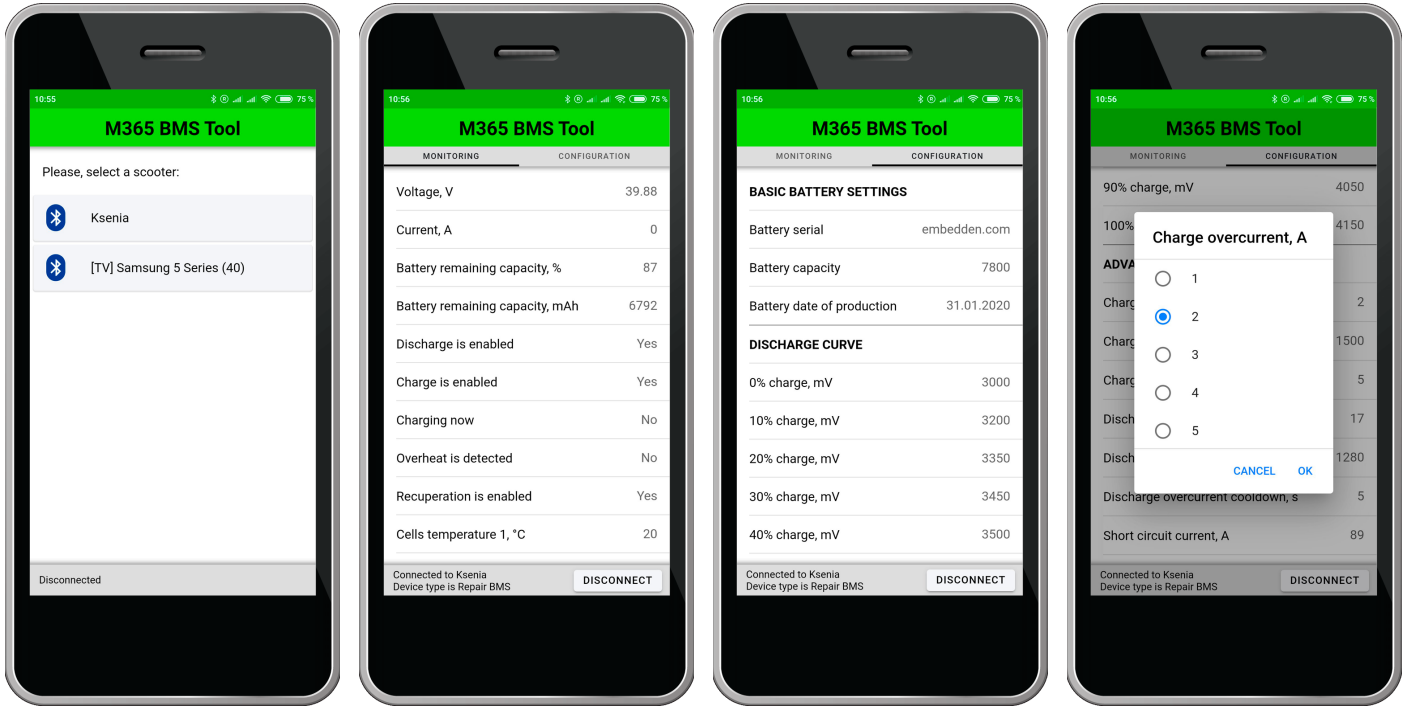 10:55
75 %
M365 BMS Tool
Please, select a scooter:
Ksenia
[TV] Samsung 5 Series (40)
Disconnected
10:56
75 %
M365 BMS Tool
MONITORING CONFIGURATION
Voltage, V 39.88
Current, A 0
Battery remaining capacity, % 87
Battery remaining capacity, mAh 6792
Discharge is enabled Yes
Charge is enabled Yes
Charging now No
Overheat is detected No
Recuperation is enabled Yes
Cells temperature 1, °C 20
Connected to Ksenia
Device type is Repair BMS
DISCONNECT
10:56
75 %
M365 BMS Tool
MONITORING CONFIGURATION
BASIC BATTERY SETTINGS
Battery serial embedden.com
Battery capacity 7800
Battery date of production 31.01.2020
DISCHARGE CURVE
0% charge, mV 3000
10% charge, mV 3200
20% charge, mV 3350
30% charge, mV 3450
40% charge, mV 3500
Connected to Ksenia
Device type is Repair BMS
DISCONNECT
10:56
75 %
M365 BMS Tool
MONITORING CONFIGURATION
90% charge, mV 4050
100% 4150
ADVA
Charg 2
Charg 1500
Charg 5
Disch 17
Disch 1280
Discharge overcurrent cooldown, s 5
Short circuit current, A 89
Charge overcurrent, A
1
2
3
4
5
CANCEL OK
Connected to Ksenia
Device type is Repair BMS
DISCONNECT